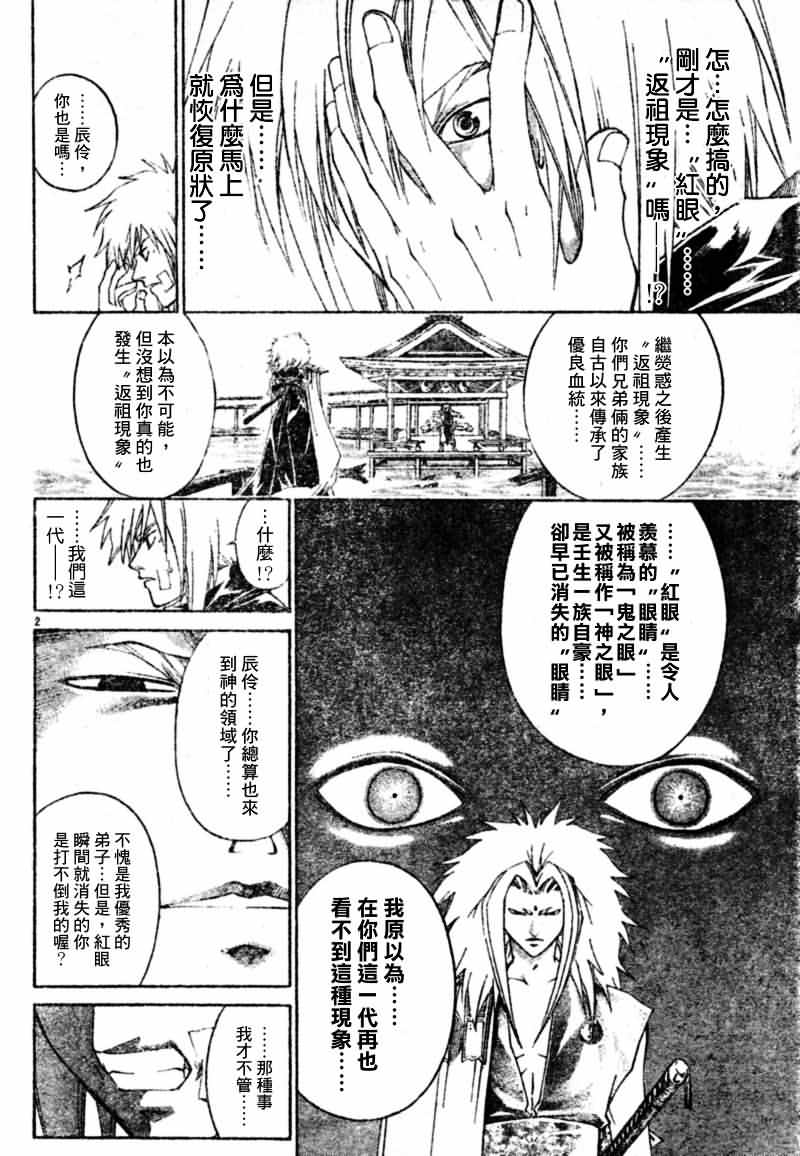 怎…怎麼搞的，
剛才是…〝紅眼〞……
〝返祖現象〞嗎——!?
但是……
為什麼馬上
就恢復原狀了……
……辰伶，
你也是嗎…
繼熒惑之後產生
〝返祖現象〞……
你們兄弟倆的家族
自古以來傳承了
優良血統……
本以為不可能，
但沒想到你真的也
發生〝返祖現象〞
……〝紅眼〞是令人
羨慕的〝眼睛〞……
被稱為「鬼之眼」
又被稱作「神之眼」，
是壬生一族自豪……
卻早已消失的〝眼睛〞
…什麼!?
……我們這
一代——!?
2
我原以為……
在你們這一代再也
看不到這種現象……
辰伶……你總算也來
到神的領域了……
不愧是我優秀的
弟子…但是，紅眼
瞬間就消失的你
是打不倒我的喔?
……那種事
我才不管……